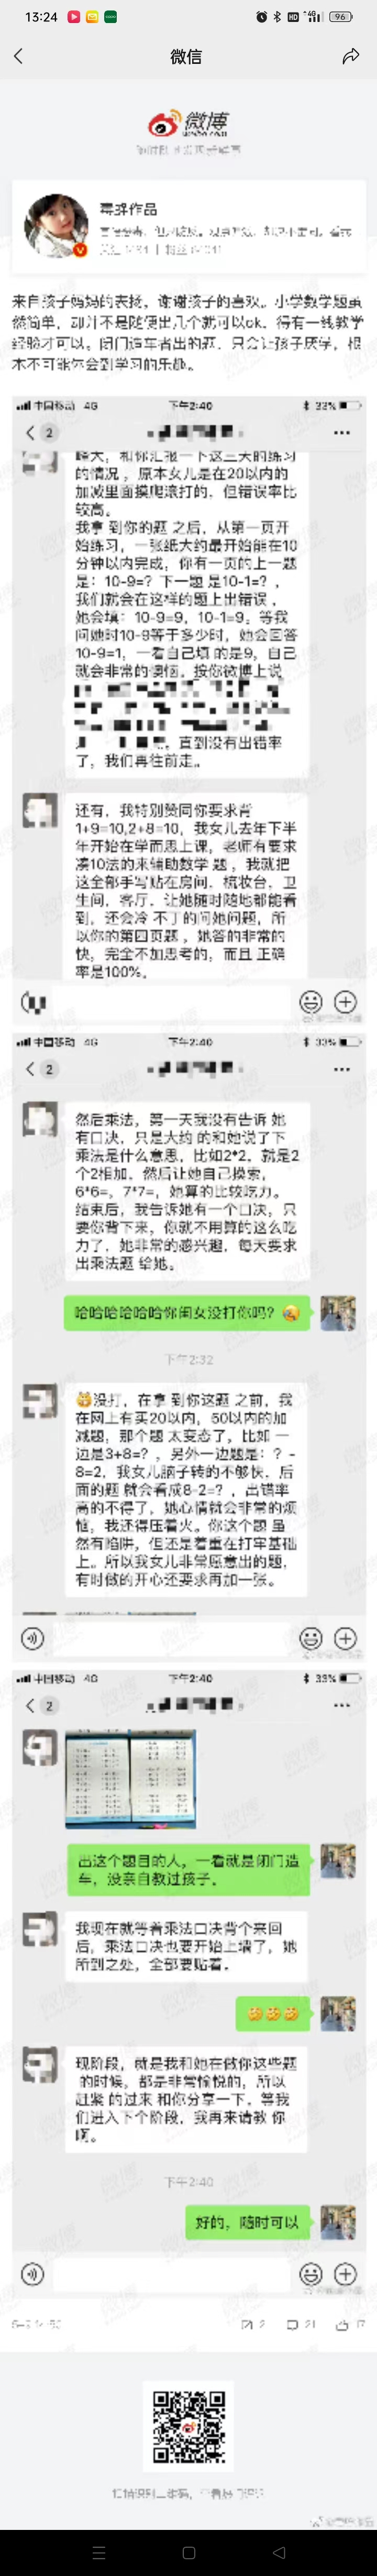 13:24
4G
96
微信
微博
weibo.com
毒舌作品
来自孩子妈妈的表扬，谢谢孩子的喜欢。小学数学题虽
然简单，却并不是随便出几个就可以ok。得有一线教学
经验才可以。闭门造车者出的题，只会让孩子厌学，根
本不可能体会到学习的乐趣。
中国移动 4G 下午2:40 33%
2
峰大，和你汇报一下这三天的练习
的情况，原本女儿是在20以内的
加减里面摸爬滚打的，但错误率比
较高。
我拿 到你的题 之后，从第一页开
始练习，一张纸大约最开始能在10
分钟以内完成，你有一页的上一题
是：10-9=？下一题 是10-1=？，
我们就会在这样的题上出错误，
她会填：10-9=9，10-1=9。等我
问她时10-9等于多少时，她会回答
10-9=1，一看自己填 的是9，自己
就会非常的懊恼。按你微博上说
直到没有出错率
了，我们再往前走。
还有，我特别赞同你要求背
1+9=10,2+8=10，我女儿去年下半
年开始在学而思上课，老师有要求
凑10法的来辅助数学 题，我就把
这全部手写贴在房间，梳妆台，卫
生间，客厅，让她随时随地都能看
到，还会冷 不丁的问她问题，所
以你的第四页题，她答的非常的
快，完全不加思考的，而且 正确
率是100%。
中国移动 4G 下午2:40 33%
2
然后乘法，第一天我没有告诉 她
有口决，只是大约 的和她说了下
乘法是什么意思，比如2*2，就是2
个2相加，然后让她自己摸索，
6*6=，7*7=，她算的比较吃力。
结束后，我告诉她有一个口决，只
要你背下来，你就不用算的这么吃
力了，她非常的感兴趣，每天要求
出乘法题 给她。
哈哈哈哈哈哈你闺女没打你吗？
下午2:32
没打，在拿 到你这题 之前，我
在网上有买20以内，50以内的加
减题，那个题 太变态了，比如 一
边是3+8=？，另外一边题是：？-
8=2，我女儿脑子转的不够快，后
面的题 就会看成8-2=？，出错率
高的不得了，她心情就会非常的烦
恼，我还得压着火。你这个题 虽
然有陷阱，但还是着重在打牢基础
上。所以我女儿非常愿意出的题，
有时做的开心还要求再加一张。
中国移动 4G 下午2:40 33%
2
出这个题目的人，一看就是闭门造
车，没亲自教过孩子。
我现在就等着乘法口决背个来回
后，乘法口决也要开始上墙了，她
所到之处，全部要贴着。
现阶段，就是我和她在做你这些题
的时候，都是非常愉悦的，所以
赶紧 的过来 和你分享一下，等我
们进入下个阶段，我再来请教 你
啊。
下午2:40
好的，随时可以
2 21 17